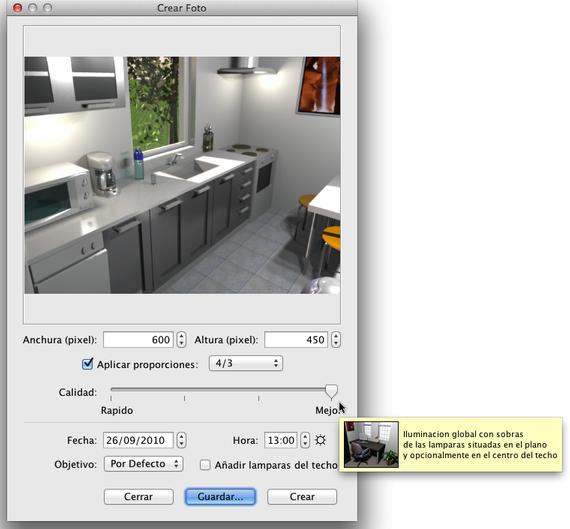 Crear Foto
Anchura (pixel): 600 Altura (pixel): 450
Aplicar proporciones: 4/3
Calidad:
Rapido Mejo
Iluminacion global con sobras
de las lamparas situadas en el plano
y opcionalmente en el centro del techo
Fecha: 26/09/2010 Hora: 13:00
Objetivo: Por Defecto Añadir lamparas del techo
Cerrar Guardar... Crear